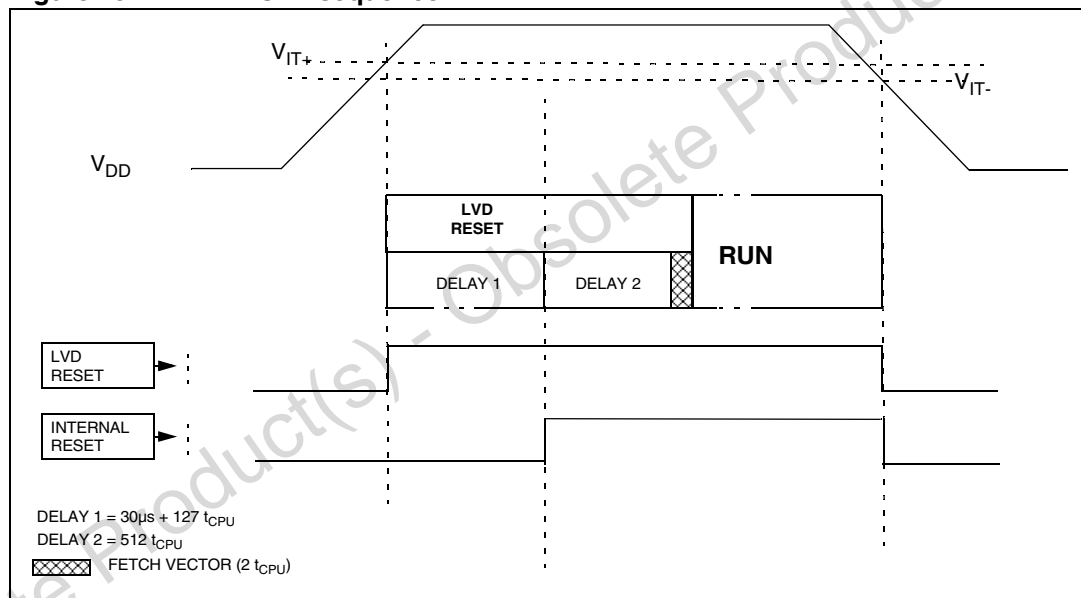 V_IT+
V_IT-
V_DD
LVD
RESET
RUN
DELAY 1
DELAY 2
LVD
RESET
INTERNAL
RESET
DELAY 1 = 30µs + 127 t_CPU
DELAY 2 = 512 t_CPU
FETCH VECTOR (2 t_CPU)
Product(s) - Obsolete Product